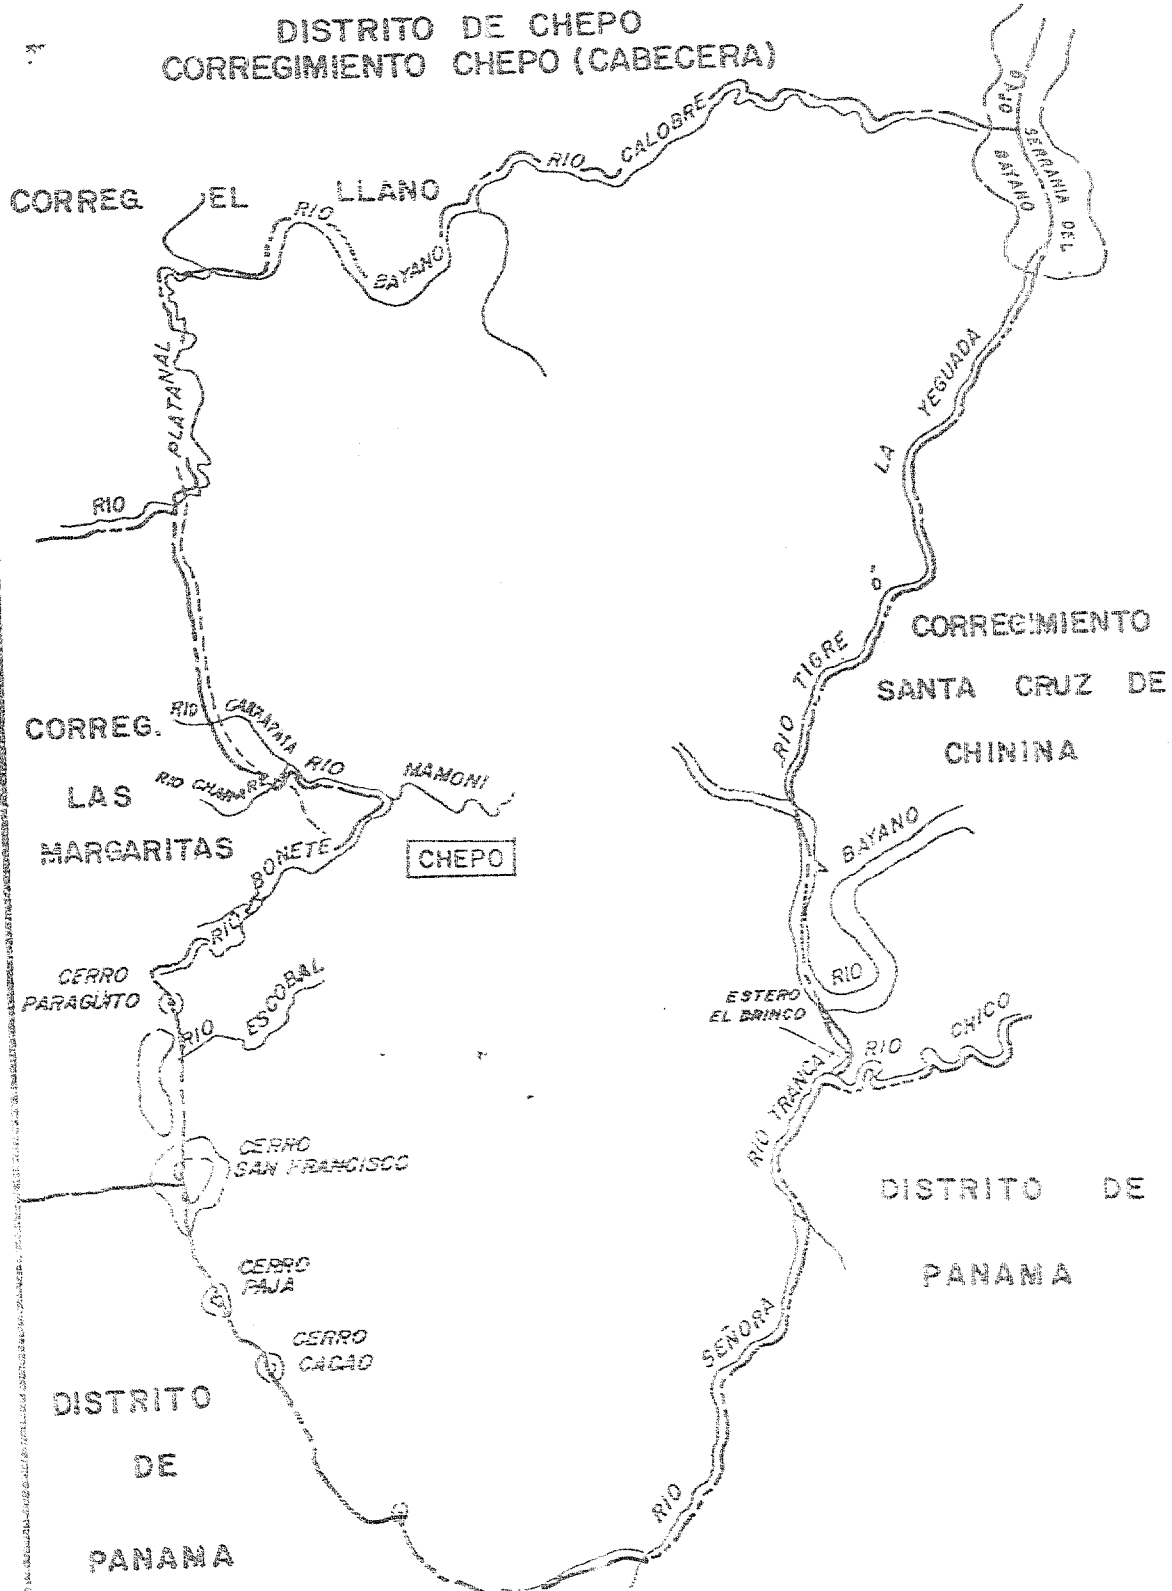 DISTRITO DE CHEPO
CORREGIMIENTO CHEPO (CABECERA)
CORREG. EL LLANO
RIO CALOBRE
RIO BAYANO
SERRANIA DEL
BAYANO
RIO PLATANAL
LA YEGUADA
RIO TIGRE
CORREGIMIENTO
SANTA CRUZ DE
CHININA
CORREG.
LAS
MARGARITAS
RIO
RIO
RIO MAMONI
CHEPO
RIO BONETE
BAYANO
RIO
CERRO
PARAGÜITO
RIO ESCOBAL
ESTERO
EL BRINCO
RIO CHICO
RIO TRANCA
CERRO
SAN FRANCISCO
DISTRITO DE
PANAMA
CERRO
PAJA
CERRO
CACAO
SEÑORA
RIO
DISTRITO
DE
PANAMA